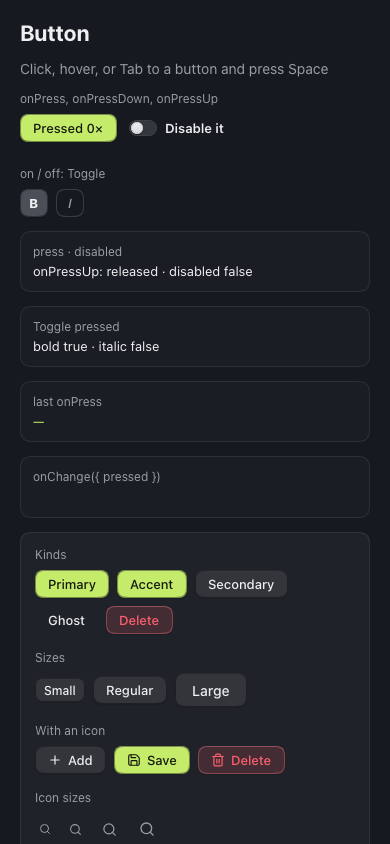 Button
Click, hover, or Tab to a button and press Space
onPress, onPressDown, onPressUp
Pressed 0×
Disable it
on / off: Toggle
B
I
press · disabled
onPressUp: released · disabled false
Toggle pressed
bold true · italic false
last onPress
—
onChange({ pressed })
Kinds
Primary
Accent
Secondary
Ghost
Delete
Sizes
Small
Regular
Large
With an icon
Add
Save
Delete
Icon sizes